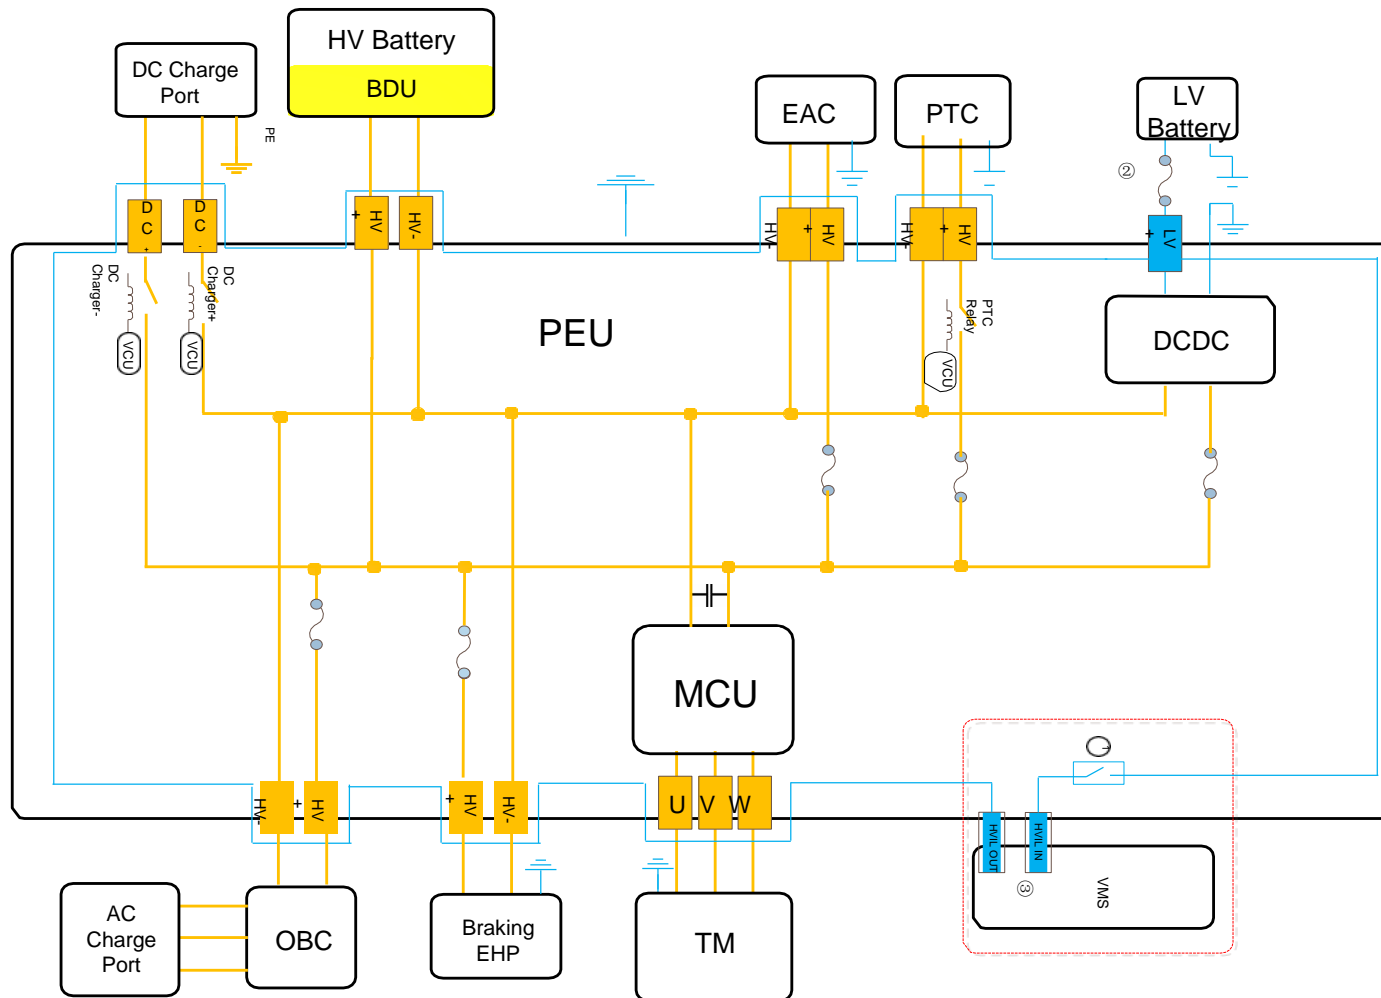 HV Battery
BDU
DC Charge
Port
PE
EAC
PTC
LV
Battery
②
DC
+
DC
-
+
HV
HV-
HV-
+
HV
HV-
+
HV
+
LV
DC
Charger-
VCU
DC
Charger+
VCU
PEU
PTC
Relay
VCU
DCDC
MCU
HV-
+
HV
+
HV
HV-
U
V
W
HVIL OUT
HVIL IN
③
VMS
AC
Charge
Port
OBC
Braking
EHP
TM